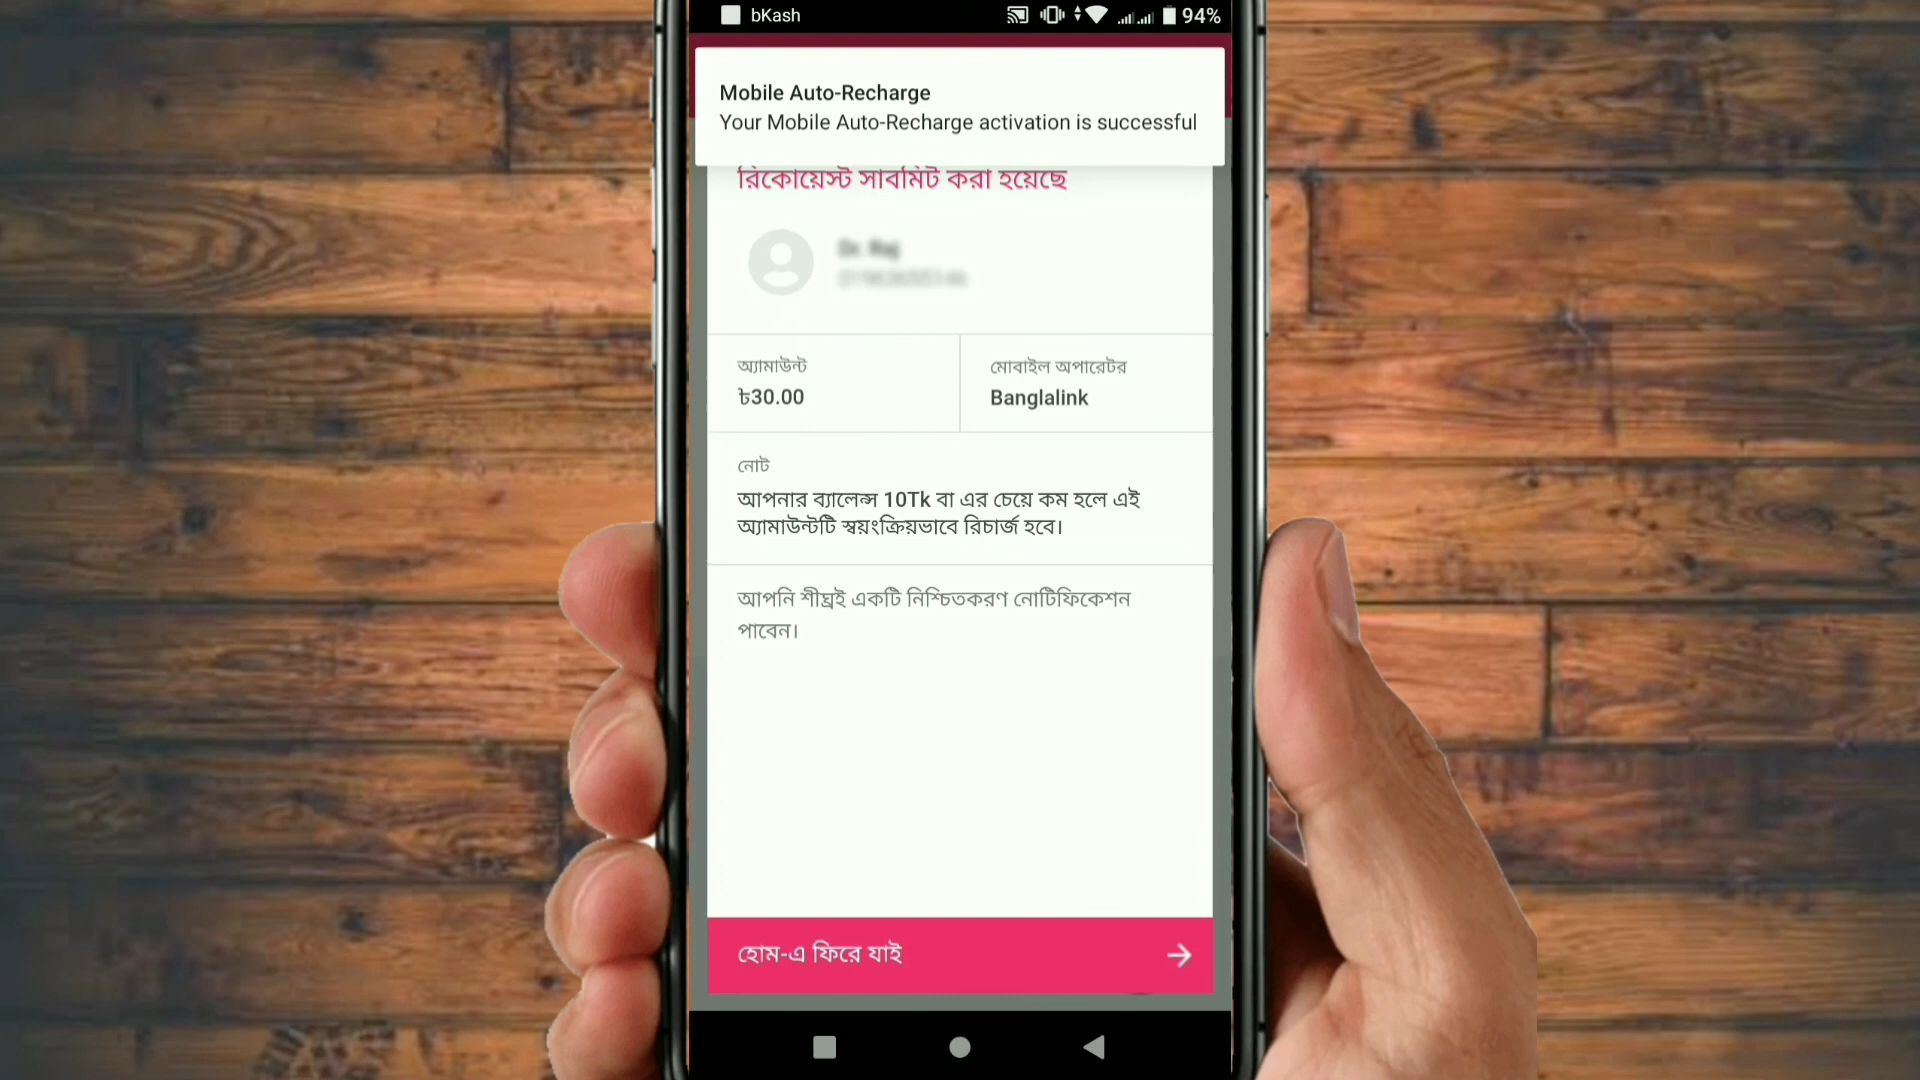 bKash
94%
Mobile Auto-Recharge
Your Mobile Auto-Recharge activation is successful
রিকোয়েস্ট সাবমিট করা হয়েছে
অ্যামাউন্ট
৳30.00
মোবাইল অপারেটর
Banglalink
নোট
আপনার ব্যালেন্স 10Tk বা এর চেয়ে কম হলে এই
অ্যামাউন্টটি স্বয়ংক্রিয়ভাবে রিচার্জ হবে।
আপনি শীঘ্রই একটি নিশ্চিতকরণ নোটিফিকেশন
পাবেন।
হোম-এ ফিরে যাই